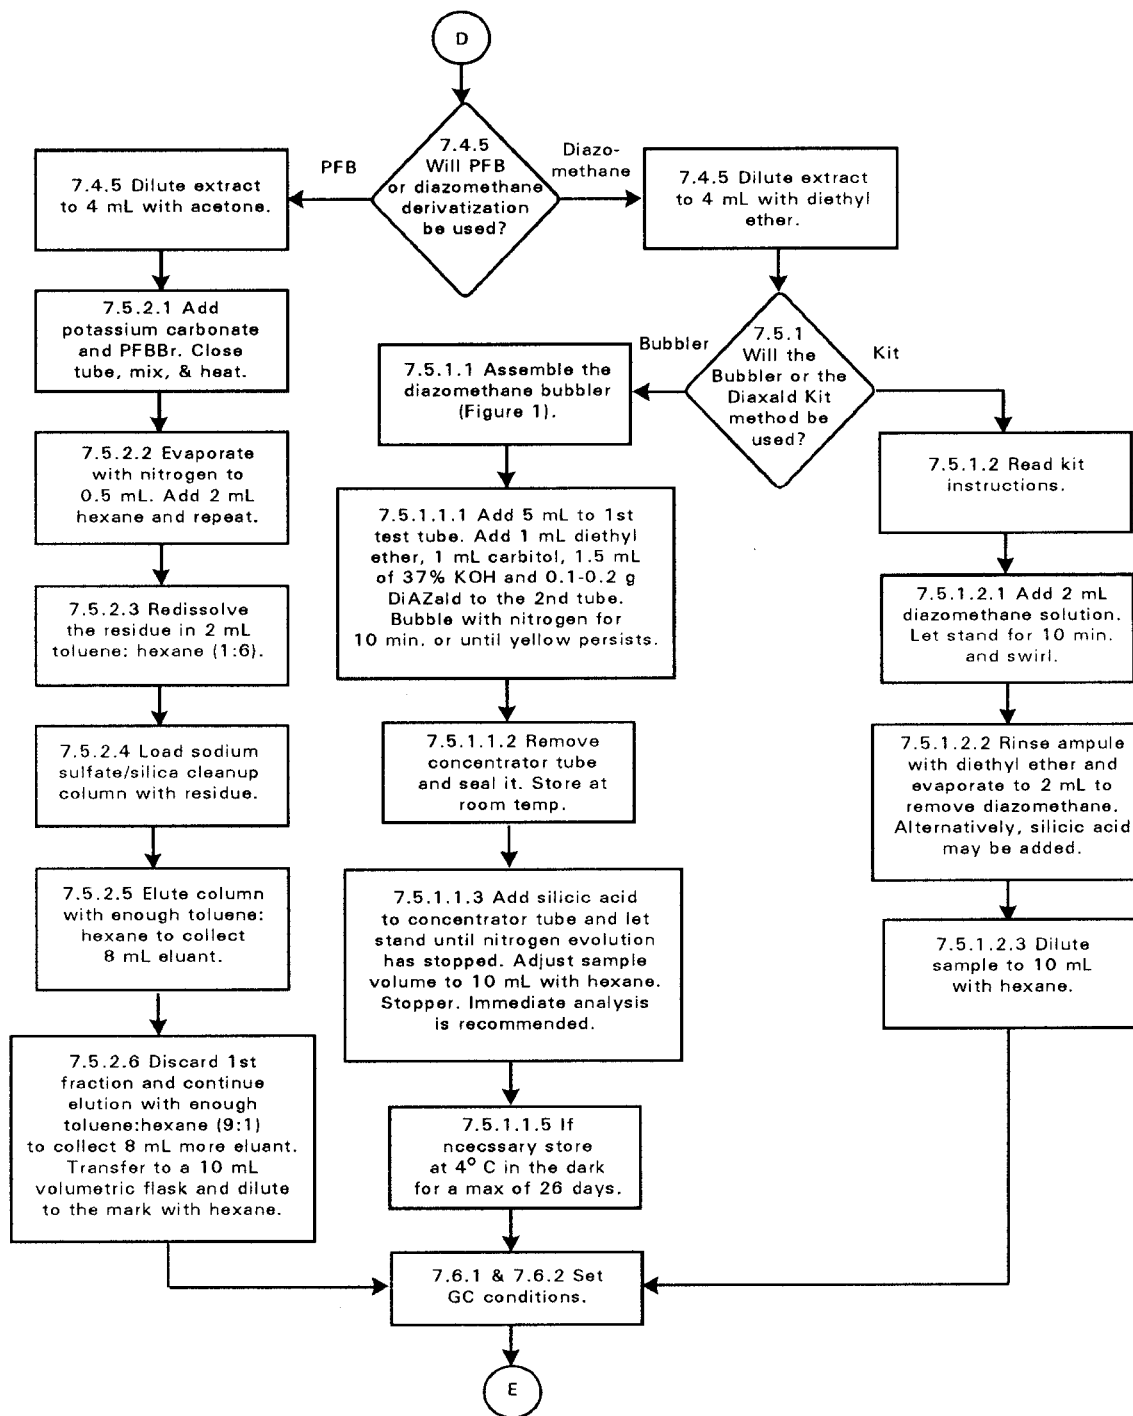 D
7.4.5
Will PFB
or diazomethane
derivatization
be used?
PFB
Diazo-
methane
7.4.5 Dilute extract
to 4 mL with acetone.
7.4.5 Dilute extract
to 4 mL with diethyl
ether.
7.5.2.1 Add
potassium carbonate
and PFBBr. Close
tube, mix, & heat.
7.5.1
Will the
Bubbler or the
Diaxald Kit
method be
used?
Bubbler
Kit
7.5.1.1 Assemble the
diazomethane bubbler
(Figure 1).
7.5.2.2 Evaporate
with nitrogen to
0.5 mL. Add 2 mL
hexane and repeat.
7.5.1.2 Read kit
instructions.
7.5.1.1.1 Add 5 mL to 1st
test tube. Add 1 mL diethyl
ether, 1 mL carbitol, 1.5 mL
of 37% KOH and 0.1-0.2 g
DiAZald to the 2nd tube.
Bubble with nitrogen for
10 min. or until yellow persists.
7.5.2.3 Redissolve
the residue in 2 mL
toluene: hexane (1:6).
7.5.1.2.1 Add 2 mL
diazomethane solution.
Let stand for 10 min.
and swirl.
7.5.2.4 Load sodium
sulfate/silica cleanup
column with residue.
7.5.1.1.2 Remove
concentrator tube
and seal it. Store at
room temp.
7.5.1.2.2 Rinse ampule
with diethyl ether and
evaporate to 2 mL to
remove diazomethane.
Alternatively, silicic acid
may be added.
7.5.2.5 Elute column
with enough toluene:
hexane to collect
8 mL eluant.
7.5.1.1.3 Add silicic acid
to concentrator tube and let
stand until nitrogen evolution
has stopped. Adjust sample
volume to 10 mL with hexane.
Stopper. Immediate analysis
is recommended.
7.5.1.2.3 Dilute
sample to 10 mL
with hexane.
7.5.2.6 Discard 1st
fraction and continue
elution with enough
toluene:hexane (9:1)
to collect 8 mL more eluant.
Transfer to a 10 mL
volumetric flask and dilute
to the mark with hexane.
7.5.1.1.5 If
ncecssary store
at 4° C in the dark
for a max of 26 days.
7.6.1 & 7.6.2 Set
GC conditions.
E